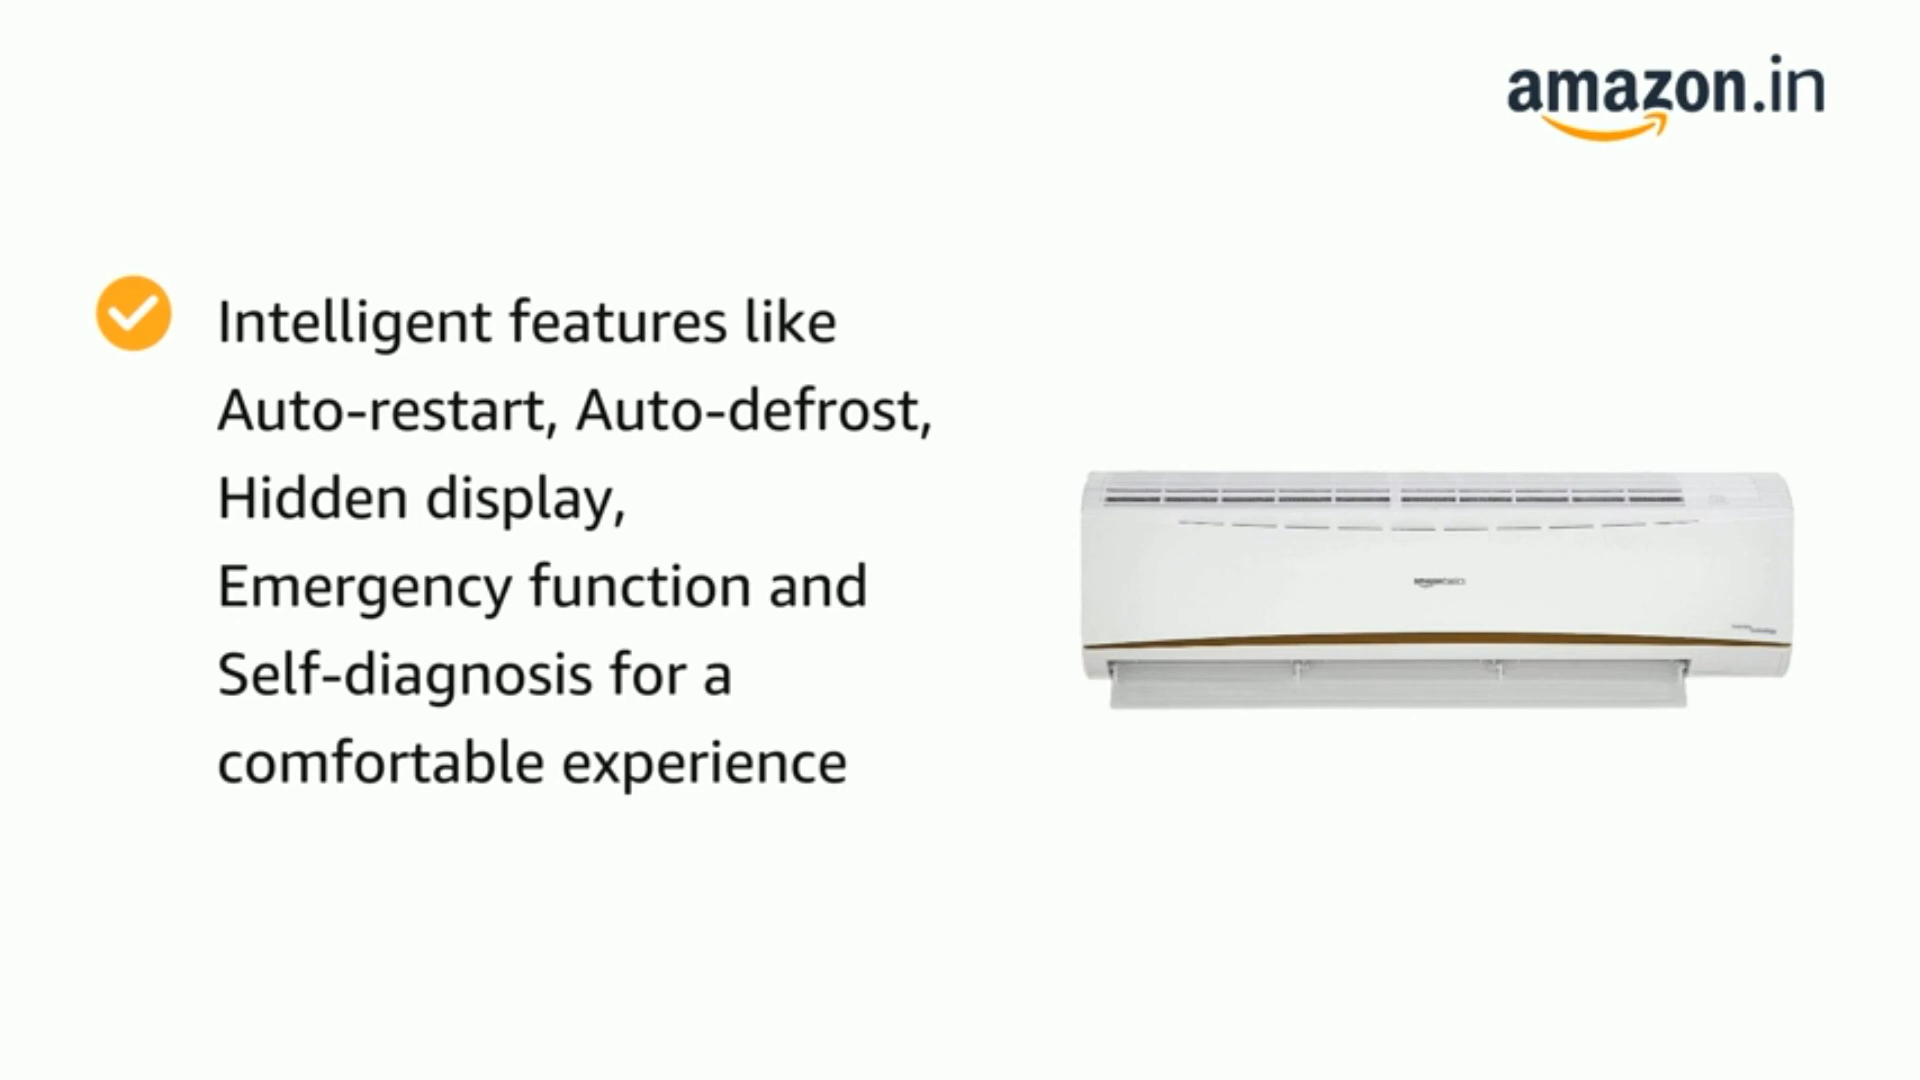 amazon.in
Intelligent features like
Auto-restart, Auto-defrost,
Hidden display,
Emergency function and
Self-diagnosis for a
comfortable experience
amazonbasics